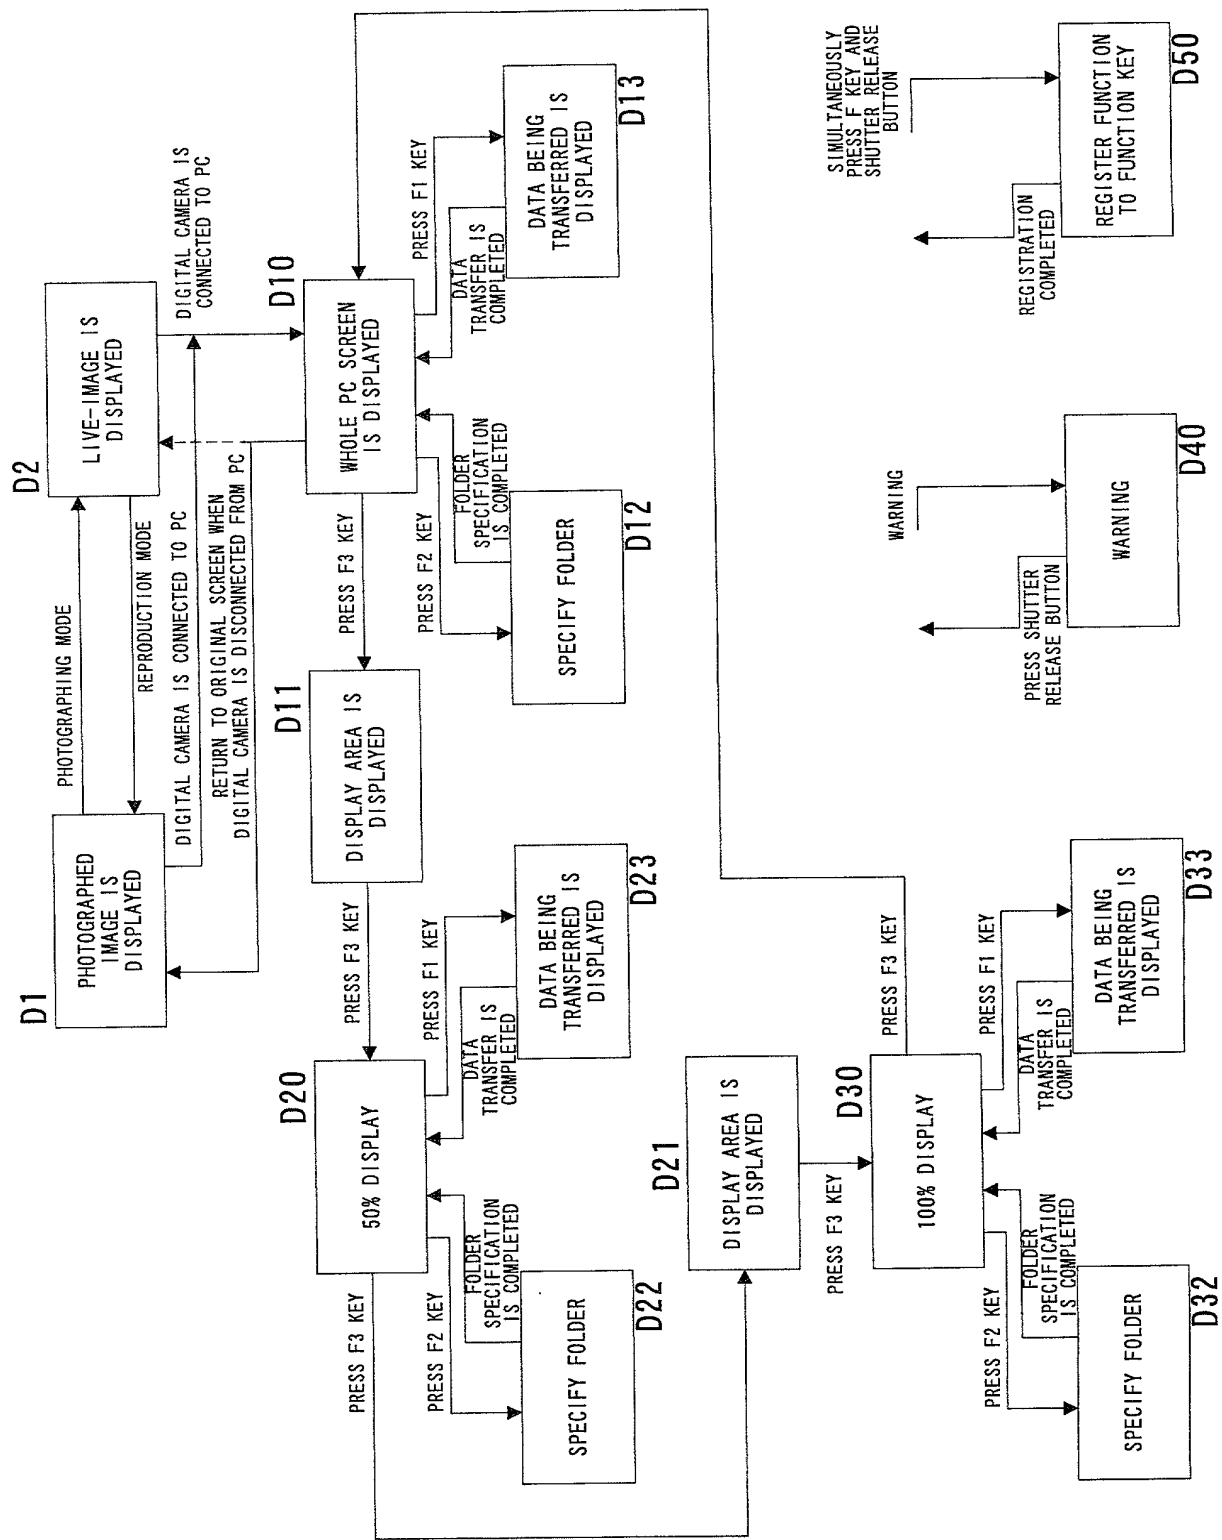 D1
PHOTOGRAPHED
IMAGE IS
DISPLAYED
PHOTOGRAPHING MODE
REPRODUCTION MODE
D2
LIVE-IMAGE IS
DISPLAYED
DIGITAL CAMERA IS CONNECTED TO PC
RETURN TO ORIGINAL SCREEN WHEN
DIGITAL CAMERA IS DISCONNECTED FROM PC
DIGITAL CAMERA IS
CONNECTED TO PC
D20
50% DISPLAY
PRESS F3 KEY
D11
DISPLAY AREA IS
DISPLAYED
PRESS F3 KEY
D10
WHOLE PC SCREEN
IS DISPLAYED
PRESS F3 KEY
PRESS F2 KEY
FOLDER
SPECIFICATION
IS COMPLETED
DATA
TRANSFER IS
COMPLETED
PRESS F1 KEY
SPECIFY FOLDER
D22
DATA BEING
TRANSFERRED IS
DISPLAYED
D23
PRESS F2 KEY
FOLDER
SPECIFICATION
IS COMPLETED
DATA
TRANSFER IS
COMPLETED
PRESS F1 KEY
SPECIFY FOLDER
D12
DATA BEING
TRANSFERRED IS
DISPLAYED
D13
D21
DISPLAY AREA IS
DISPLAYED
PRESS F3 KEY
D30
100% DISPLAY
PRESS F3 KEY
PRESS F2 KEY
FOLDER
SPECIFICATION
IS COMPLETED
DATA
TRANSFER IS
COMPLETED
PRESS F1 KEY
SPECIFY FOLDER
D32
DATA BEING
TRANSFERRED IS
DISPLAYED
D33
WARNING
PRESS SHUTTER
RELEASE BUTTON
WARNING
D40
SIMULTANEOUSLY
PRESS F KEY AND
SHUTTER RELEASE
BUTTON
REGISTRATION
COMPLETED
REGISTER FUNCTION
TO FUNCTION KEY
D50